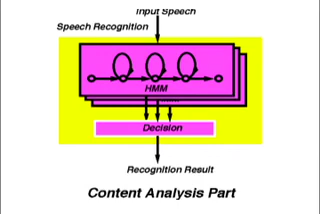 Input Speech
Speech Recognition
HMM
Decision
Recognition Result
Content Analysis Part